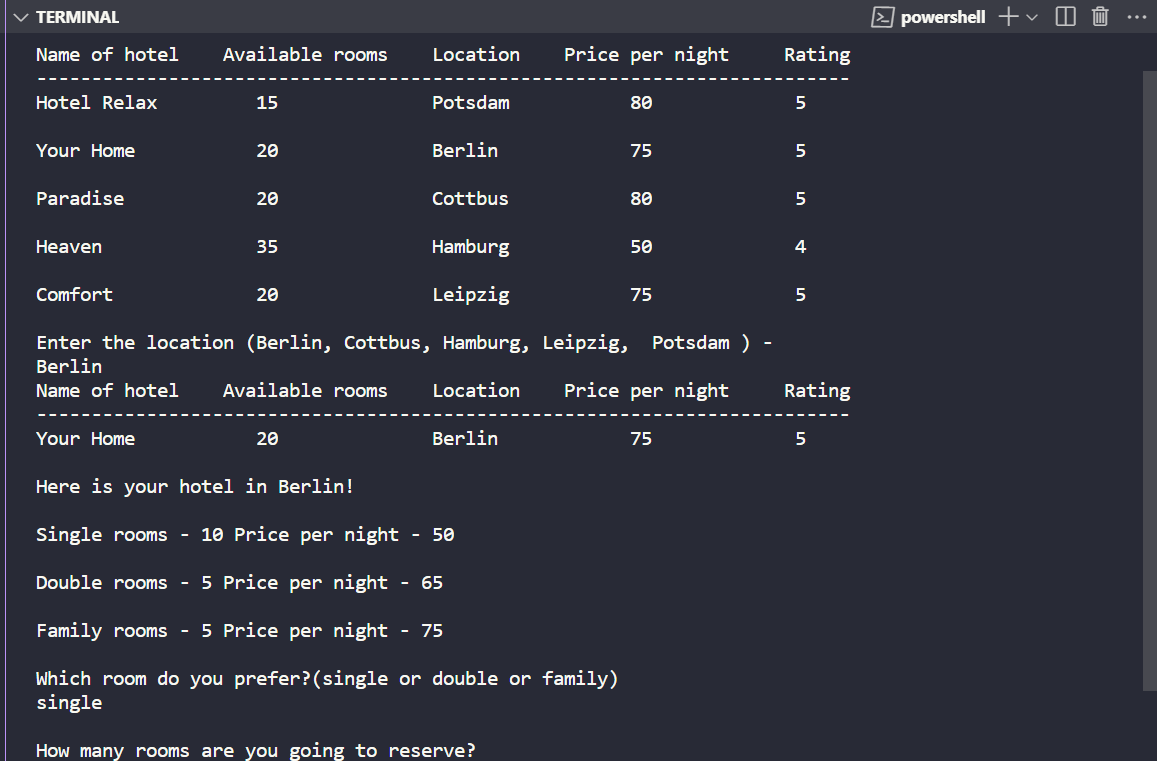 TERMINAL powershell
Name of hotel    Available rooms    Location    Price per night     Rating
--------------------------------------------------------------------------
Hotel Relax         15              Potsdam           80             5
Your Home           20              Berlin            75             5
Paradise            20              Cottbus           80             5
Heaven              35              Hamburg           50             4
Comfort             20              Leipzig           75             5
Enter the location (Berlin, Cottbus, Hamburg, Leipzig,  Potsdam ) -
Berlin
Name of hotel    Available rooms    Location    Price per night     Rating
--------------------------------------------------------------------------
Your Home           20              Berlin            75             5
Here is your hotel in Berlin!
Single rooms - 10 Price per night - 50
Double rooms - 5 Price per night - 65
Family rooms - 5 Price per night - 75
Which room do you prefer?(single or double or family)
single
How many rooms are you going to reserve?